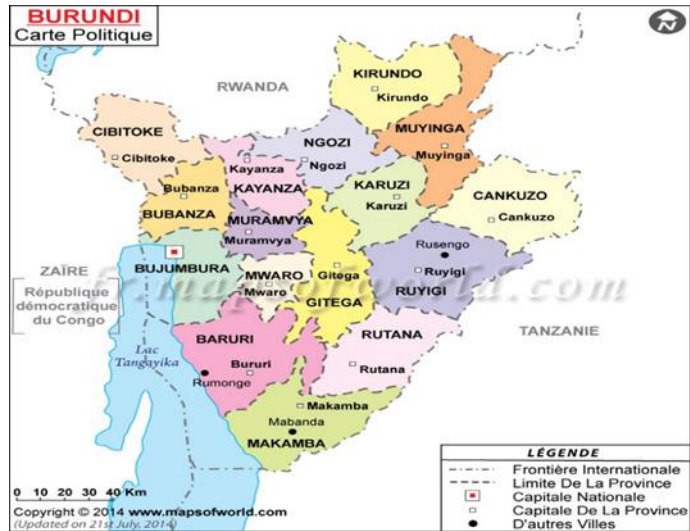 BURUNDI
Carte Politique
N
RWANDA
KIRUNDO
Kirundo
CIBITOKE
Cibitoke
NGOZI
Ngozi
MUYINGA
Muyinga
Kayanza
KAYANZA
Bubanza
BUBANZA
KARUZI
Karuzi
CANKUZO
Cankuzo
MURAMVYA
Muramvya
Rusengo
Ruyigi
RUYIGI
BUJUMBURA
MWARO
Mwaro
Gitega
GITEGA
ZAÏRE
République
démocratique
du Congo
fr.mapsofworld.com
TANZANIE
BARURI
Bururi
RUTANA
Rutana
Lac
Tangayika
Rumonge
Makamba
Mabanda
MAKAMBA
0 10 20 30 40 Km
Copyright © 2014 www.mapsofworld.com
(Updated on 21st July, 2014)
LÉGENDE
Frontière Internationale
Limite De La Province
Capitale Nationale
Capitale De La Province
D'autres Villes